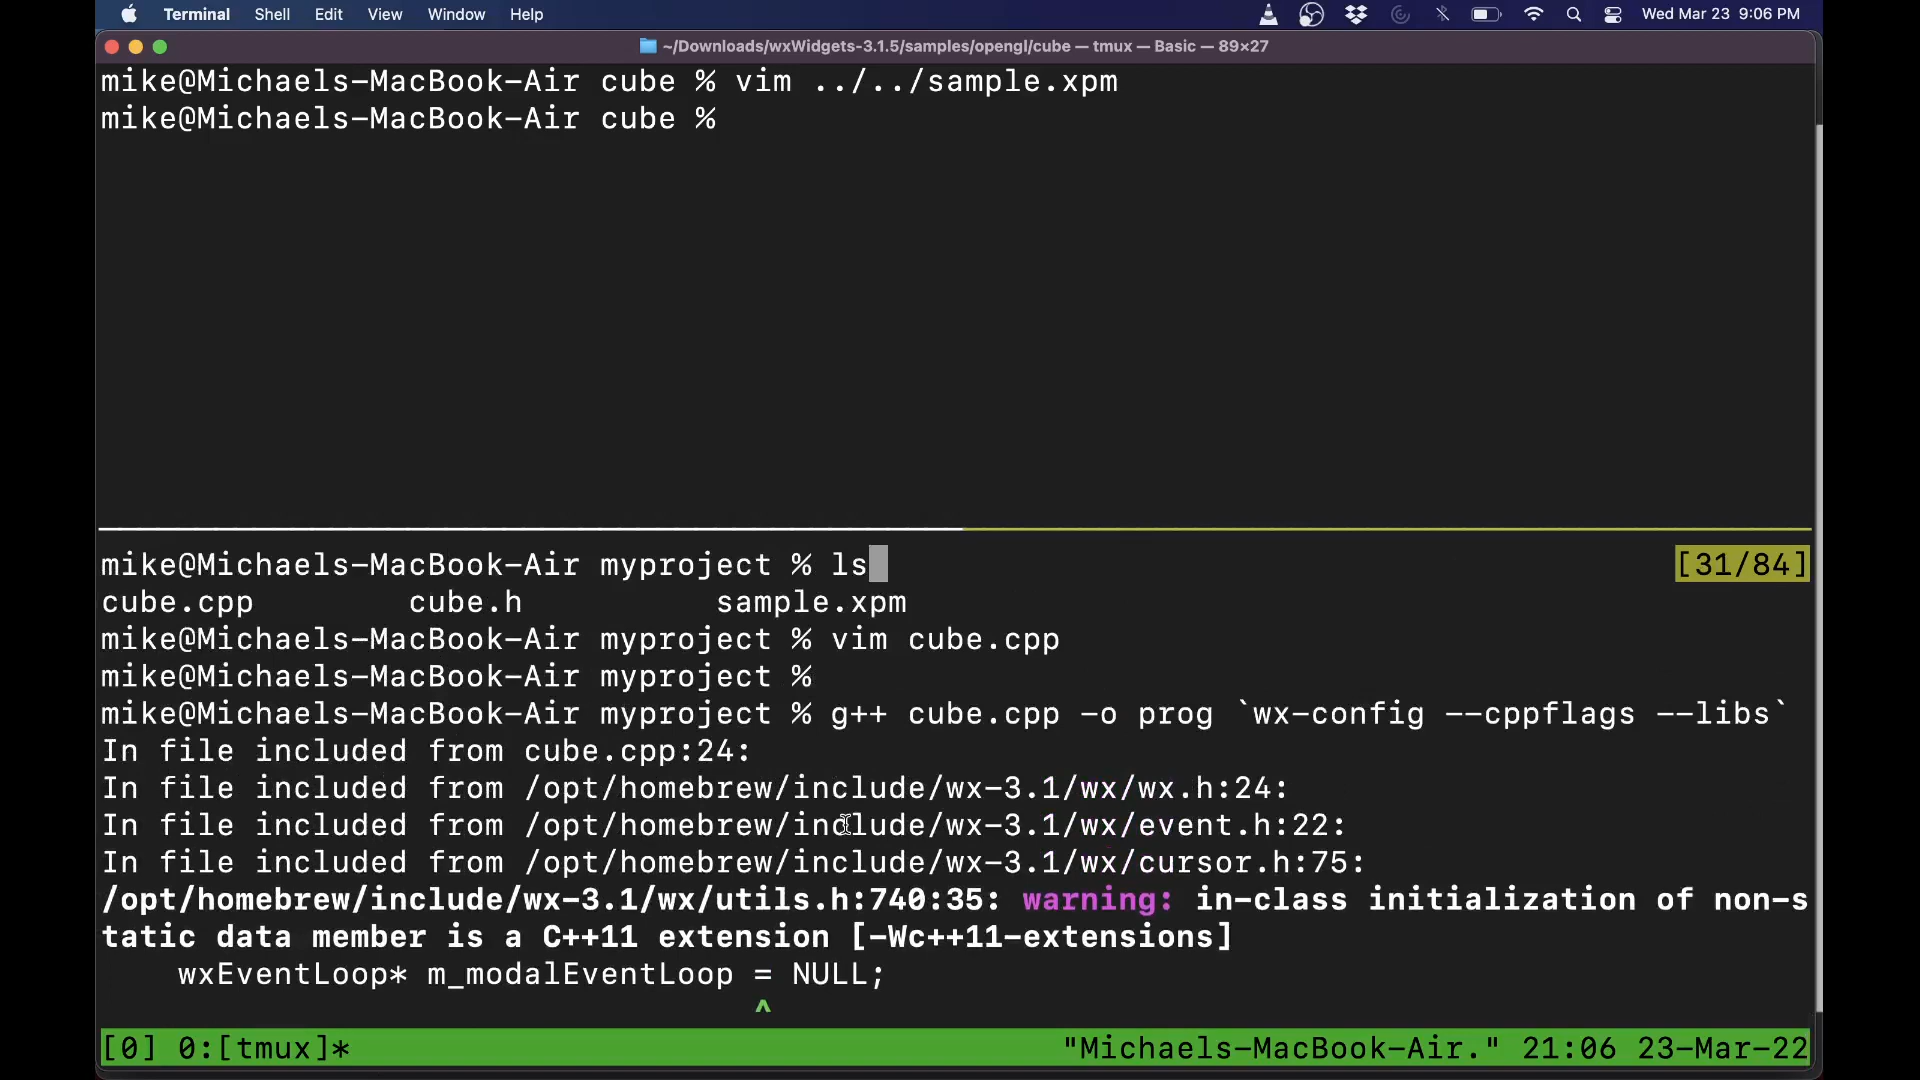 Terminal Shell Edit View Window Help Wed Mar 23 9:06 PM
~/Downloads/wxWidgets-3.1.5/samples/opengl/cube — tmux — Basic — 89×27
mike@Michaels-MacBook-Air cube % vim ../../sample.xpm
mike@Michaels-MacBook-Air cube %
mike@Michaels-MacBook-Air myproject % ls [31/84]
cube.cpp cube.h sample.xpm
mike@Michaels-MacBook-Air myproject % vim cube.cpp
mike@Michaels-MacBook-Air myproject %
mike@Michaels-MacBook-Air myproject % g++ cube.cpp -o prog `wx-config --cppflags --libs`
In file included from cube.cpp:24:
In file included from /opt/homebrew/include/wx-3.1/wx/wx.h:24:
In file included from /opt/homebrew/include/wx-3.1/wx/event.h:22:
In file included from /opt/homebrew/include/wx-3.1/wx/cursor.h:75:
/opt/homebrew/include/wx-3.1/wx/utils.h:740:35: warning: in-class initialization of non-s
tatic data member is a C++11 extension [-Wc++11-extensions]
wxEventLoop* m_modalEventLoop = NULL;
^
[0] 0:[tmux]* "Michaels-MacBook-Air." 21:06 23-Mar-22